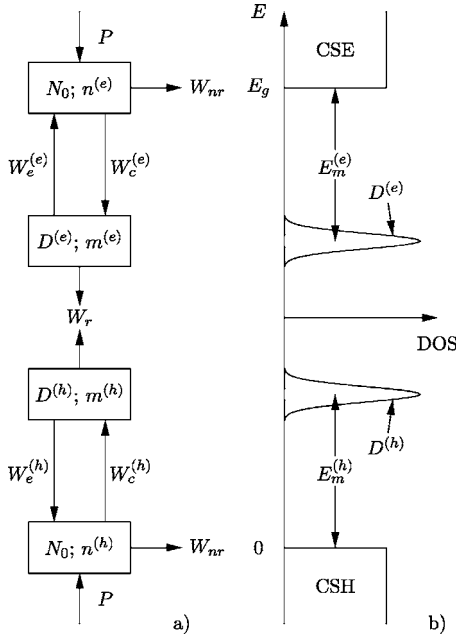 P
N₀; n⁽ᵉ⁾
W_nr
W_e⁽ᵉ⁾
W_c⁽ᵉ⁾
D⁽ᵉ⁾; m⁽ᵉ⁾
W_r
D⁽ʰ⁾; m⁽ʰ⁾
W_e⁽ʰ⁾
W_c⁽ʰ⁾
N₀; n⁽ʰ⁾
W_nr
P
a)
E
CSE
E_g
E_m⁽ᵉ⁾
D⁽ᵉ⁾
DOS
D⁽ʰ⁾
E_m⁽ʰ⁾
0
CSH
b)